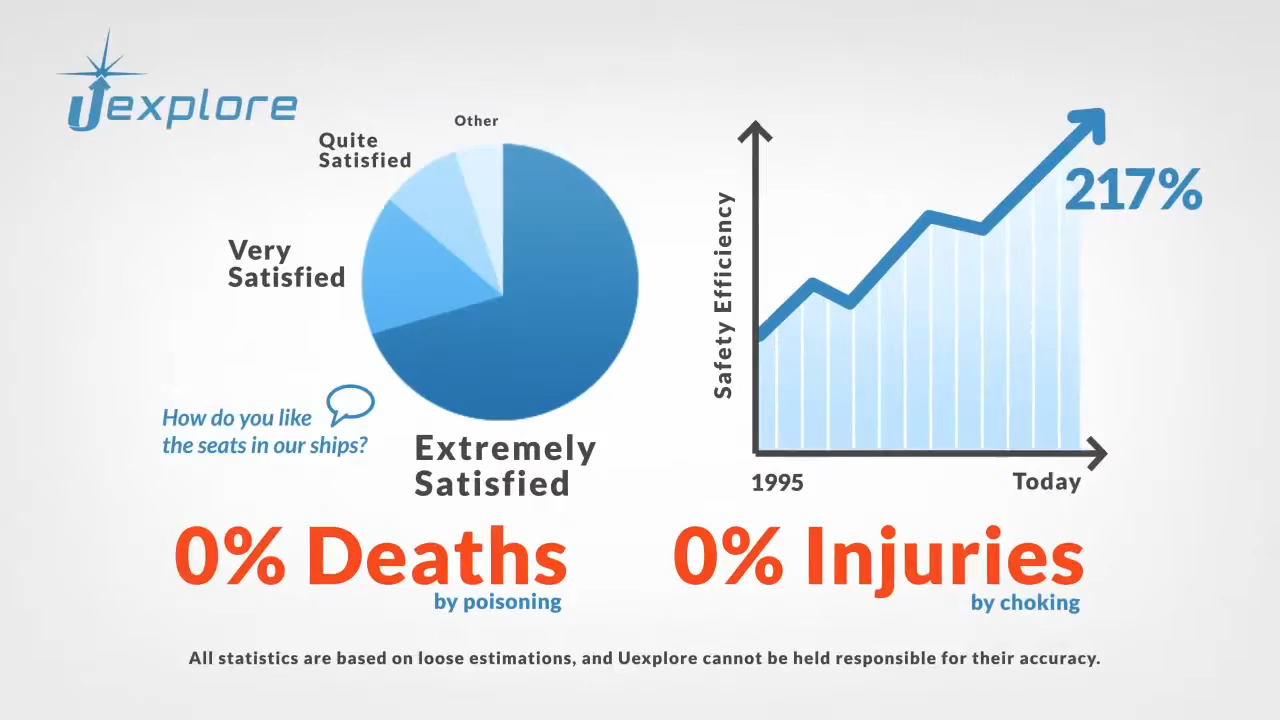 Uexplore
Other
Quite
Satisfied
Very
Satisfied
How do you like
the seats in our ships?
Extremely
Satisfied
217%
Safety Efficiency
1995
Today
0% Deaths
by poisoning
0% Injuries
by choking
All statistics are based on loose estimations, and Uexplore cannot be held responsible for their accuracy.